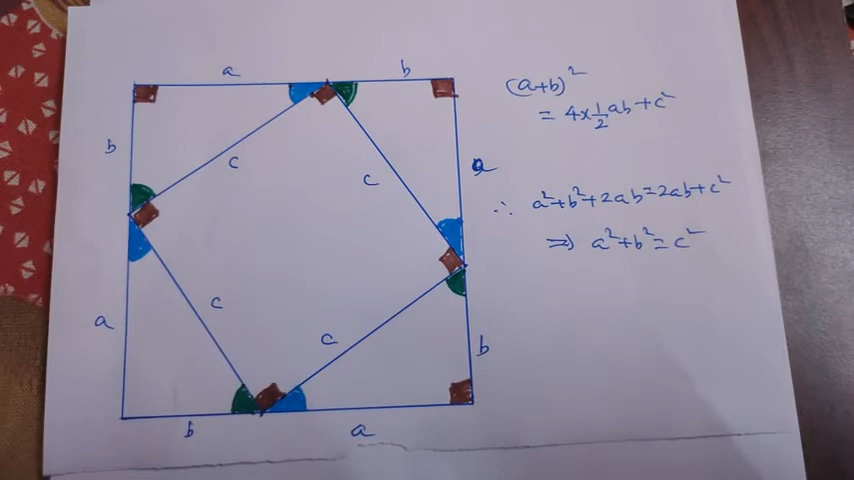 a b
b
c
a
c
c
c
a
b
b a
(a+b)²
= 4×½ab+c²
∴ a²+b²+2ab=2ab+c²
⇒ a²+b²=c²